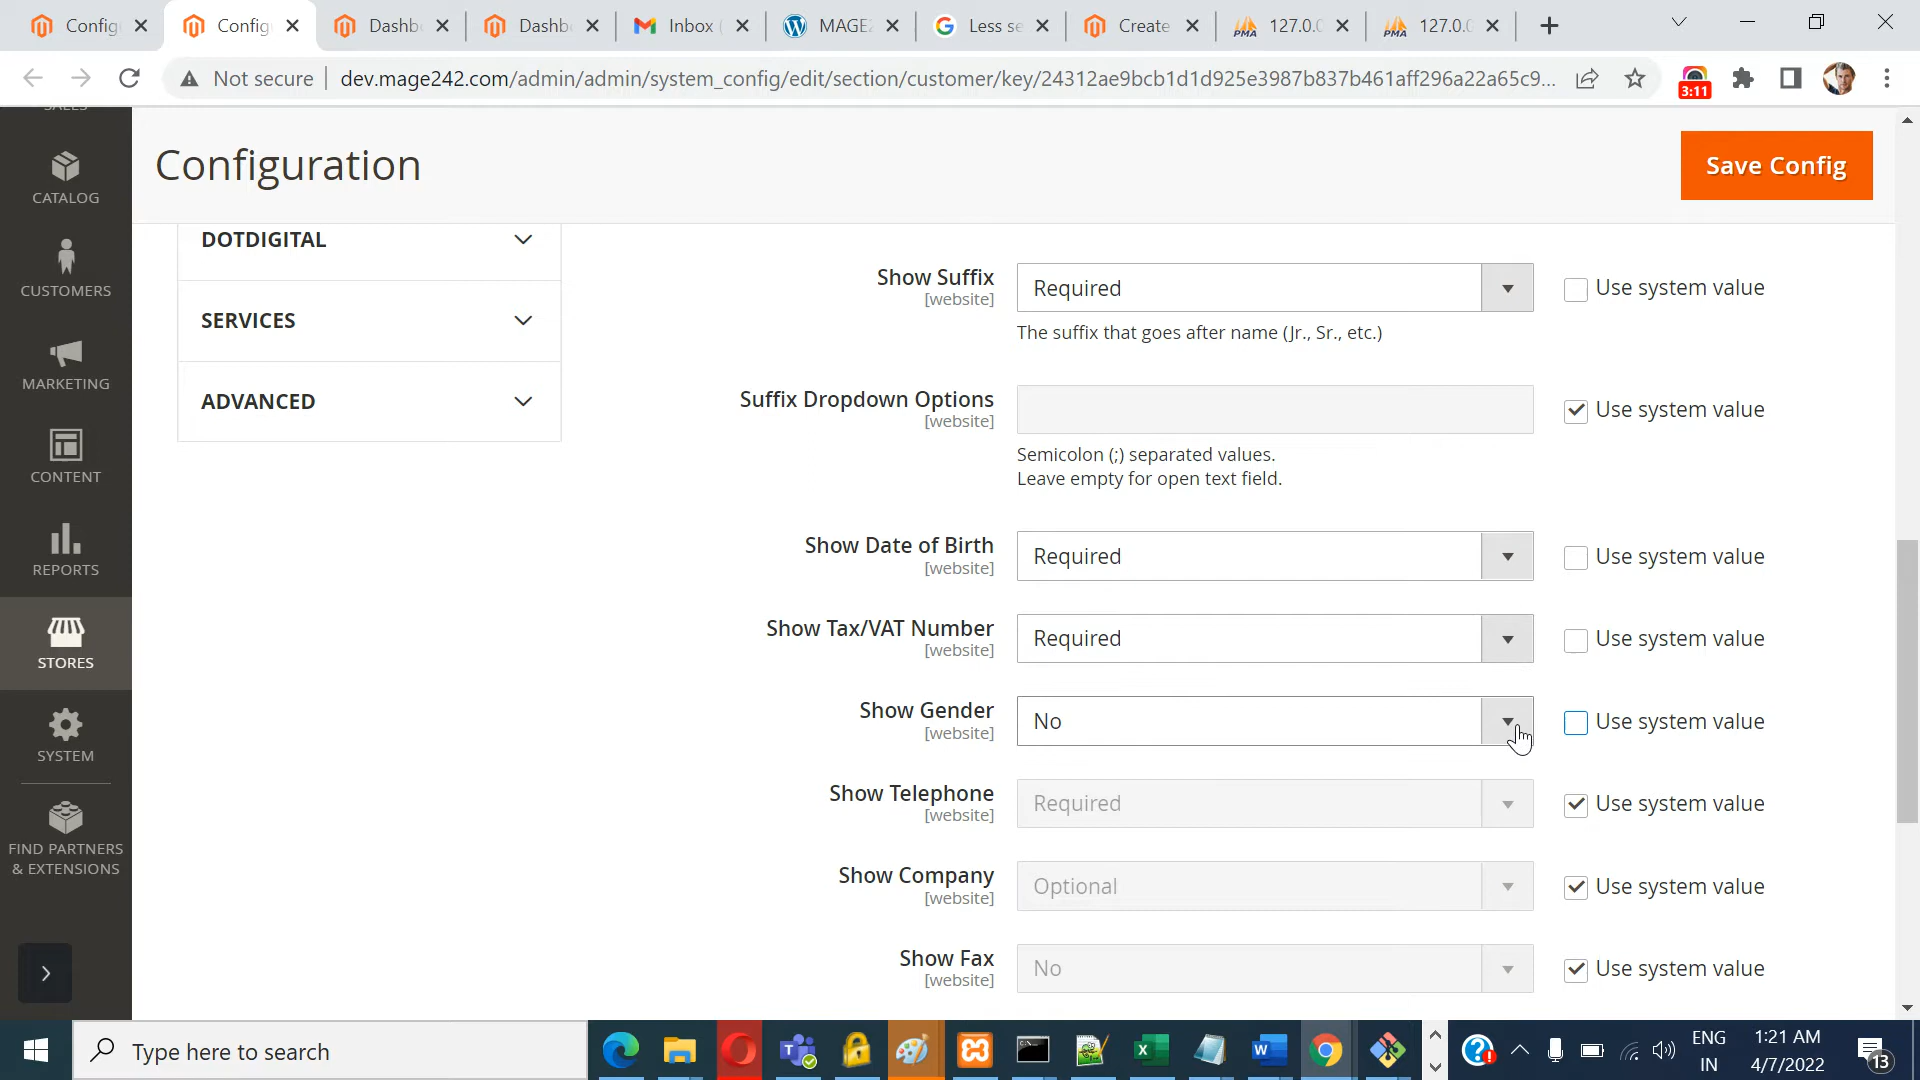 Config
Config
Dashb
Dashb
Inbox (
MAGE2
Less se
Create
127.0.0
127.0.0
Not secure
dev.mage242.com/admin/admin/system_config/edit/section/customer/key/24312ae9bcb1d1d925e3987b837b461aff296a22a65c9...
3:11
SALES
CATALOG
CUSTOMERS
MARKETING
CONTENT
REPORTS
STORES
SYSTEM
FIND PARTNERS
& EXTENSIONS
Configuration
Save Config
DOTDIGITAL
SERVICES
ADVANCED
Show Suffix
[website]
Required
Use system value
The suffix that goes after name (Jr., Sr., etc.)
Suffix Dropdown Options
[website]
Use system value
Semicolon (;) separated values.
Leave empty for open text field.
Show Date of Birth
[website]
Required
Use system value
Show Tax/VAT Number
[website]
Required
Use system value
Show Gender
[website]
No
Use system value
Show Telephone
[website]
Required
Use system value
Show Company
[website]
Optional
Use system value
Show Fax
[website]
No
Use system value
Type here to search
ENG
IN
1:21 AM
4/7/2022
13